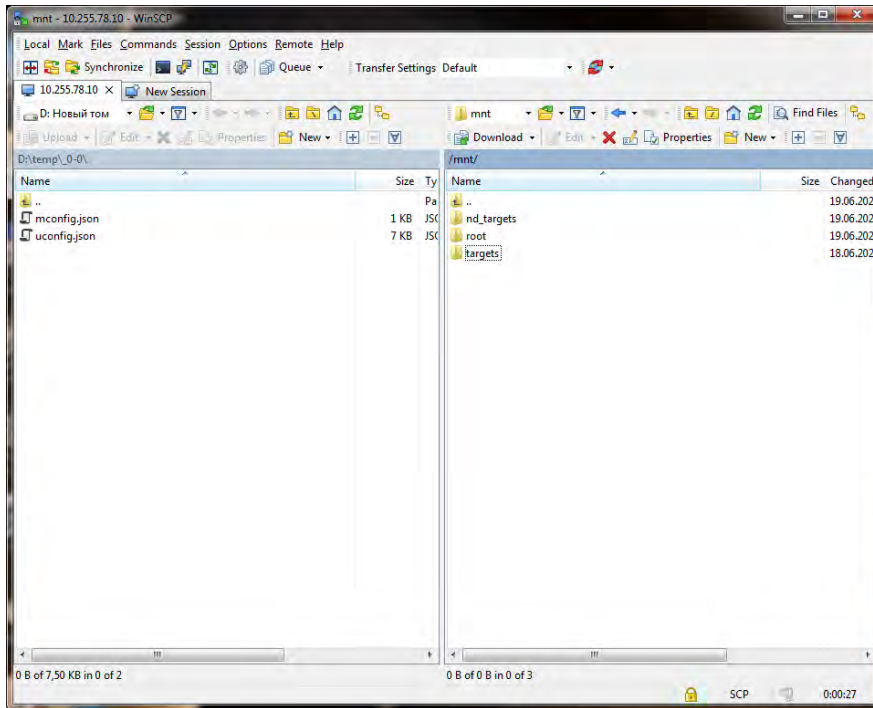 mnt - 10.255.78.10 - WinSCP
Local Mark Files Commands Session Options Remote Help
Synchronize Queue Transfer Settings Default
10.255.78.10 New Session
D: Новый том mnt Find Files
Upload Edit Properties New Download Edit Properties New
D:\temp\_0-0\ /mnt/
Name Size Ty Name Size Changed
.. Pa .. 19.06.202
mconfig.json 1 KB JSC nd_targets 19.06.202
uconfig.json 7 KB JSC root 19.06.202
targets 18.06.202
0 B of 7,50 KB in 0 of 2 0 B of 0 B in 0 of 3
SCP 0:00:27